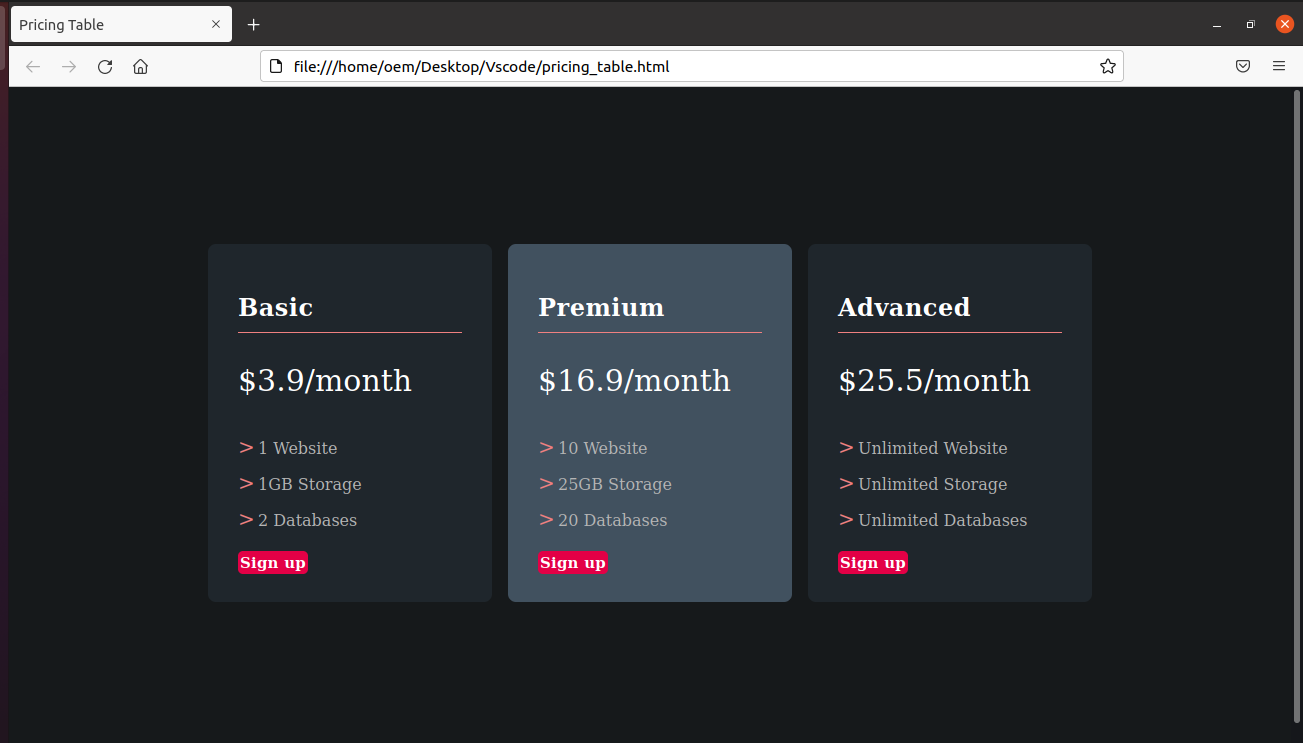 Pricing Table
file:///home/oem/Desktop/Vscode/pricing_table.html
Basic
$3.9/month
> 1 Website
> 1GB Storage
> 2 Databases
Sign up
Premium
$16.9/month
> 10 Website
> 25GB Storage
> 20 Databases
Sign up
Advanced
$25.5/month
> Unlimited Website
> Unlimited Storage
> Unlimited Databases
Sign up